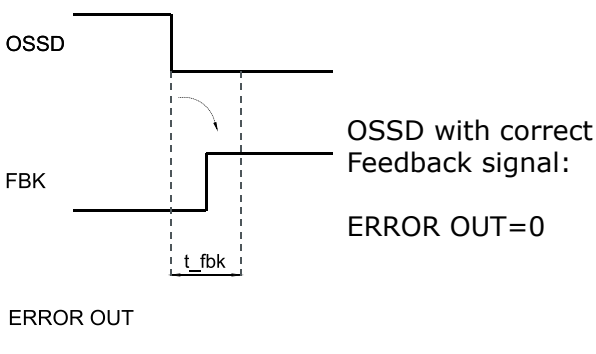 OSSD
OSSD with correct
Feedback signal:
FBK
ERROR OUT=0
t_fbk
ERROR OUT